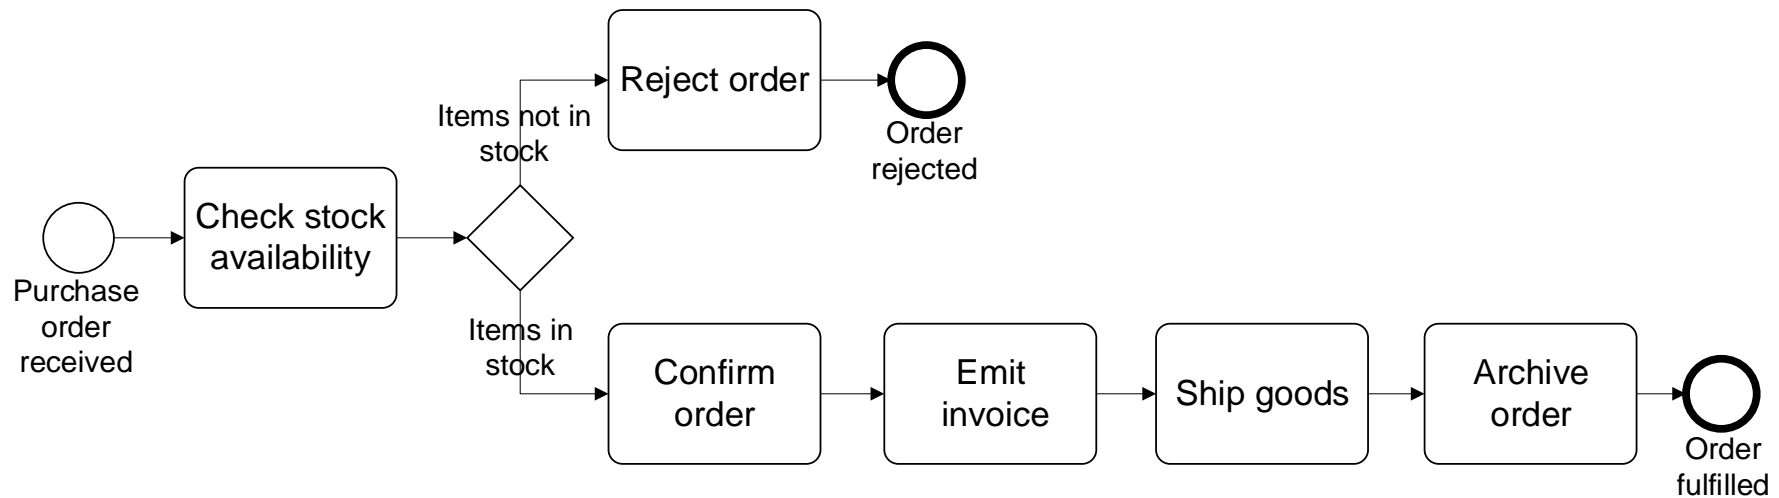 Reject order
Items not in
stock
Order
rejected
Check stock
availability
Purchase
order
received
Items in
stock
Confirm
order
Emit
invoice
Ship goods
Archive
order
Order
fulfilled